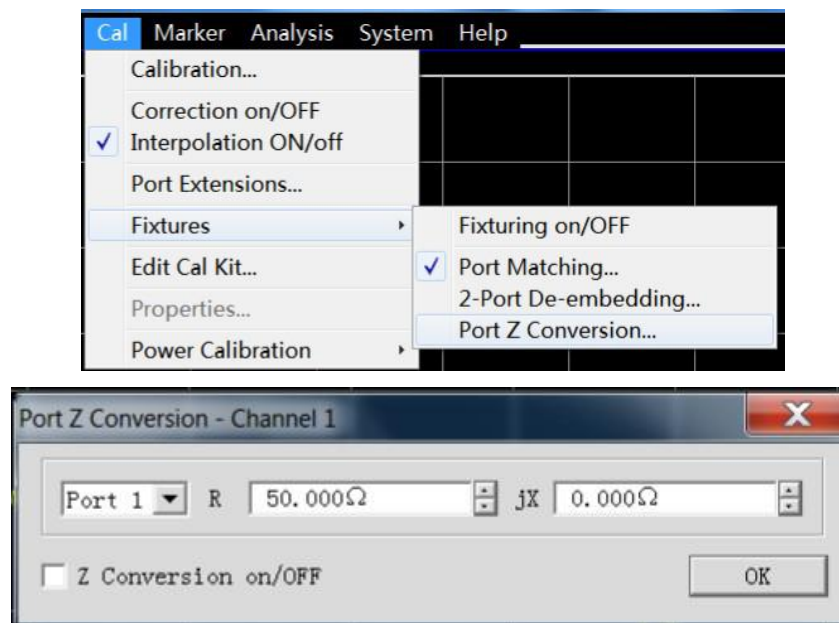 Cal Marker Analysis System Help
Calibration...
Correction on/OFF
Interpolation ON/off
Port Extensions...
Fixtures
Fixturing on/OFF
Edit Cal Kit...
Port Matching...
2-Port De-embedding...
Properties...
Port Z Conversion...
Power Calibration
Port Z Conversion - Channel 1
Port 1 R 50.000Ω jX 0.000Ω
Z Conversion on/OFF OK